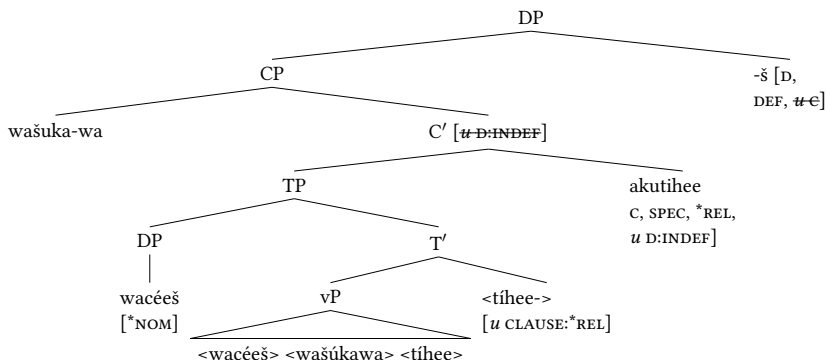 DP
CP
-š [D,
DEF, u C]
wašuka-wa
C′ [u D:INDEF]
TP
akutihee
C, SPEC, *REL,
u D:INDEF]
DP
T′
wacéeš
[*NOM]
vP
<tíhee->
[u CLAUSE:*REL]
<wacéeš> <wašúkawa> <tíhee>